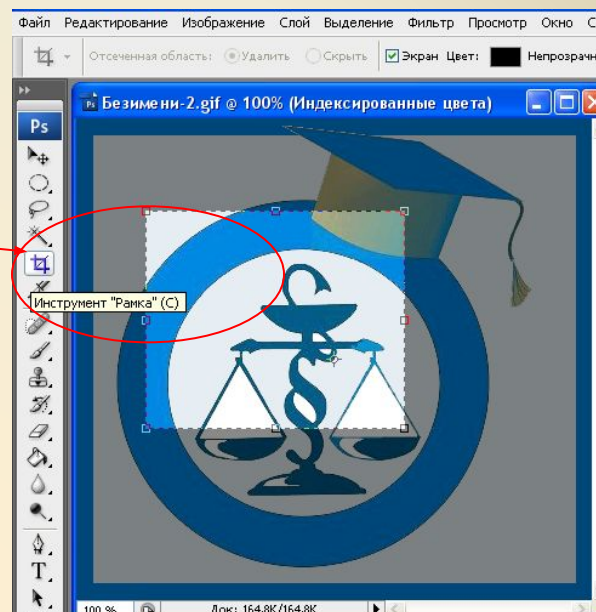 Файл Редактирование Изображение Слой Выделение Фильтр Просмотр Окно С
Отсеченная область: Удалить Скрыть Экран Цвет: Непрозрачн
Ps Безимени-2.gif @ 100% (Индексированные цвета)
Ps
Инструмент "Рамка" (C)
T
100 % Док: 164,8K/164,8K